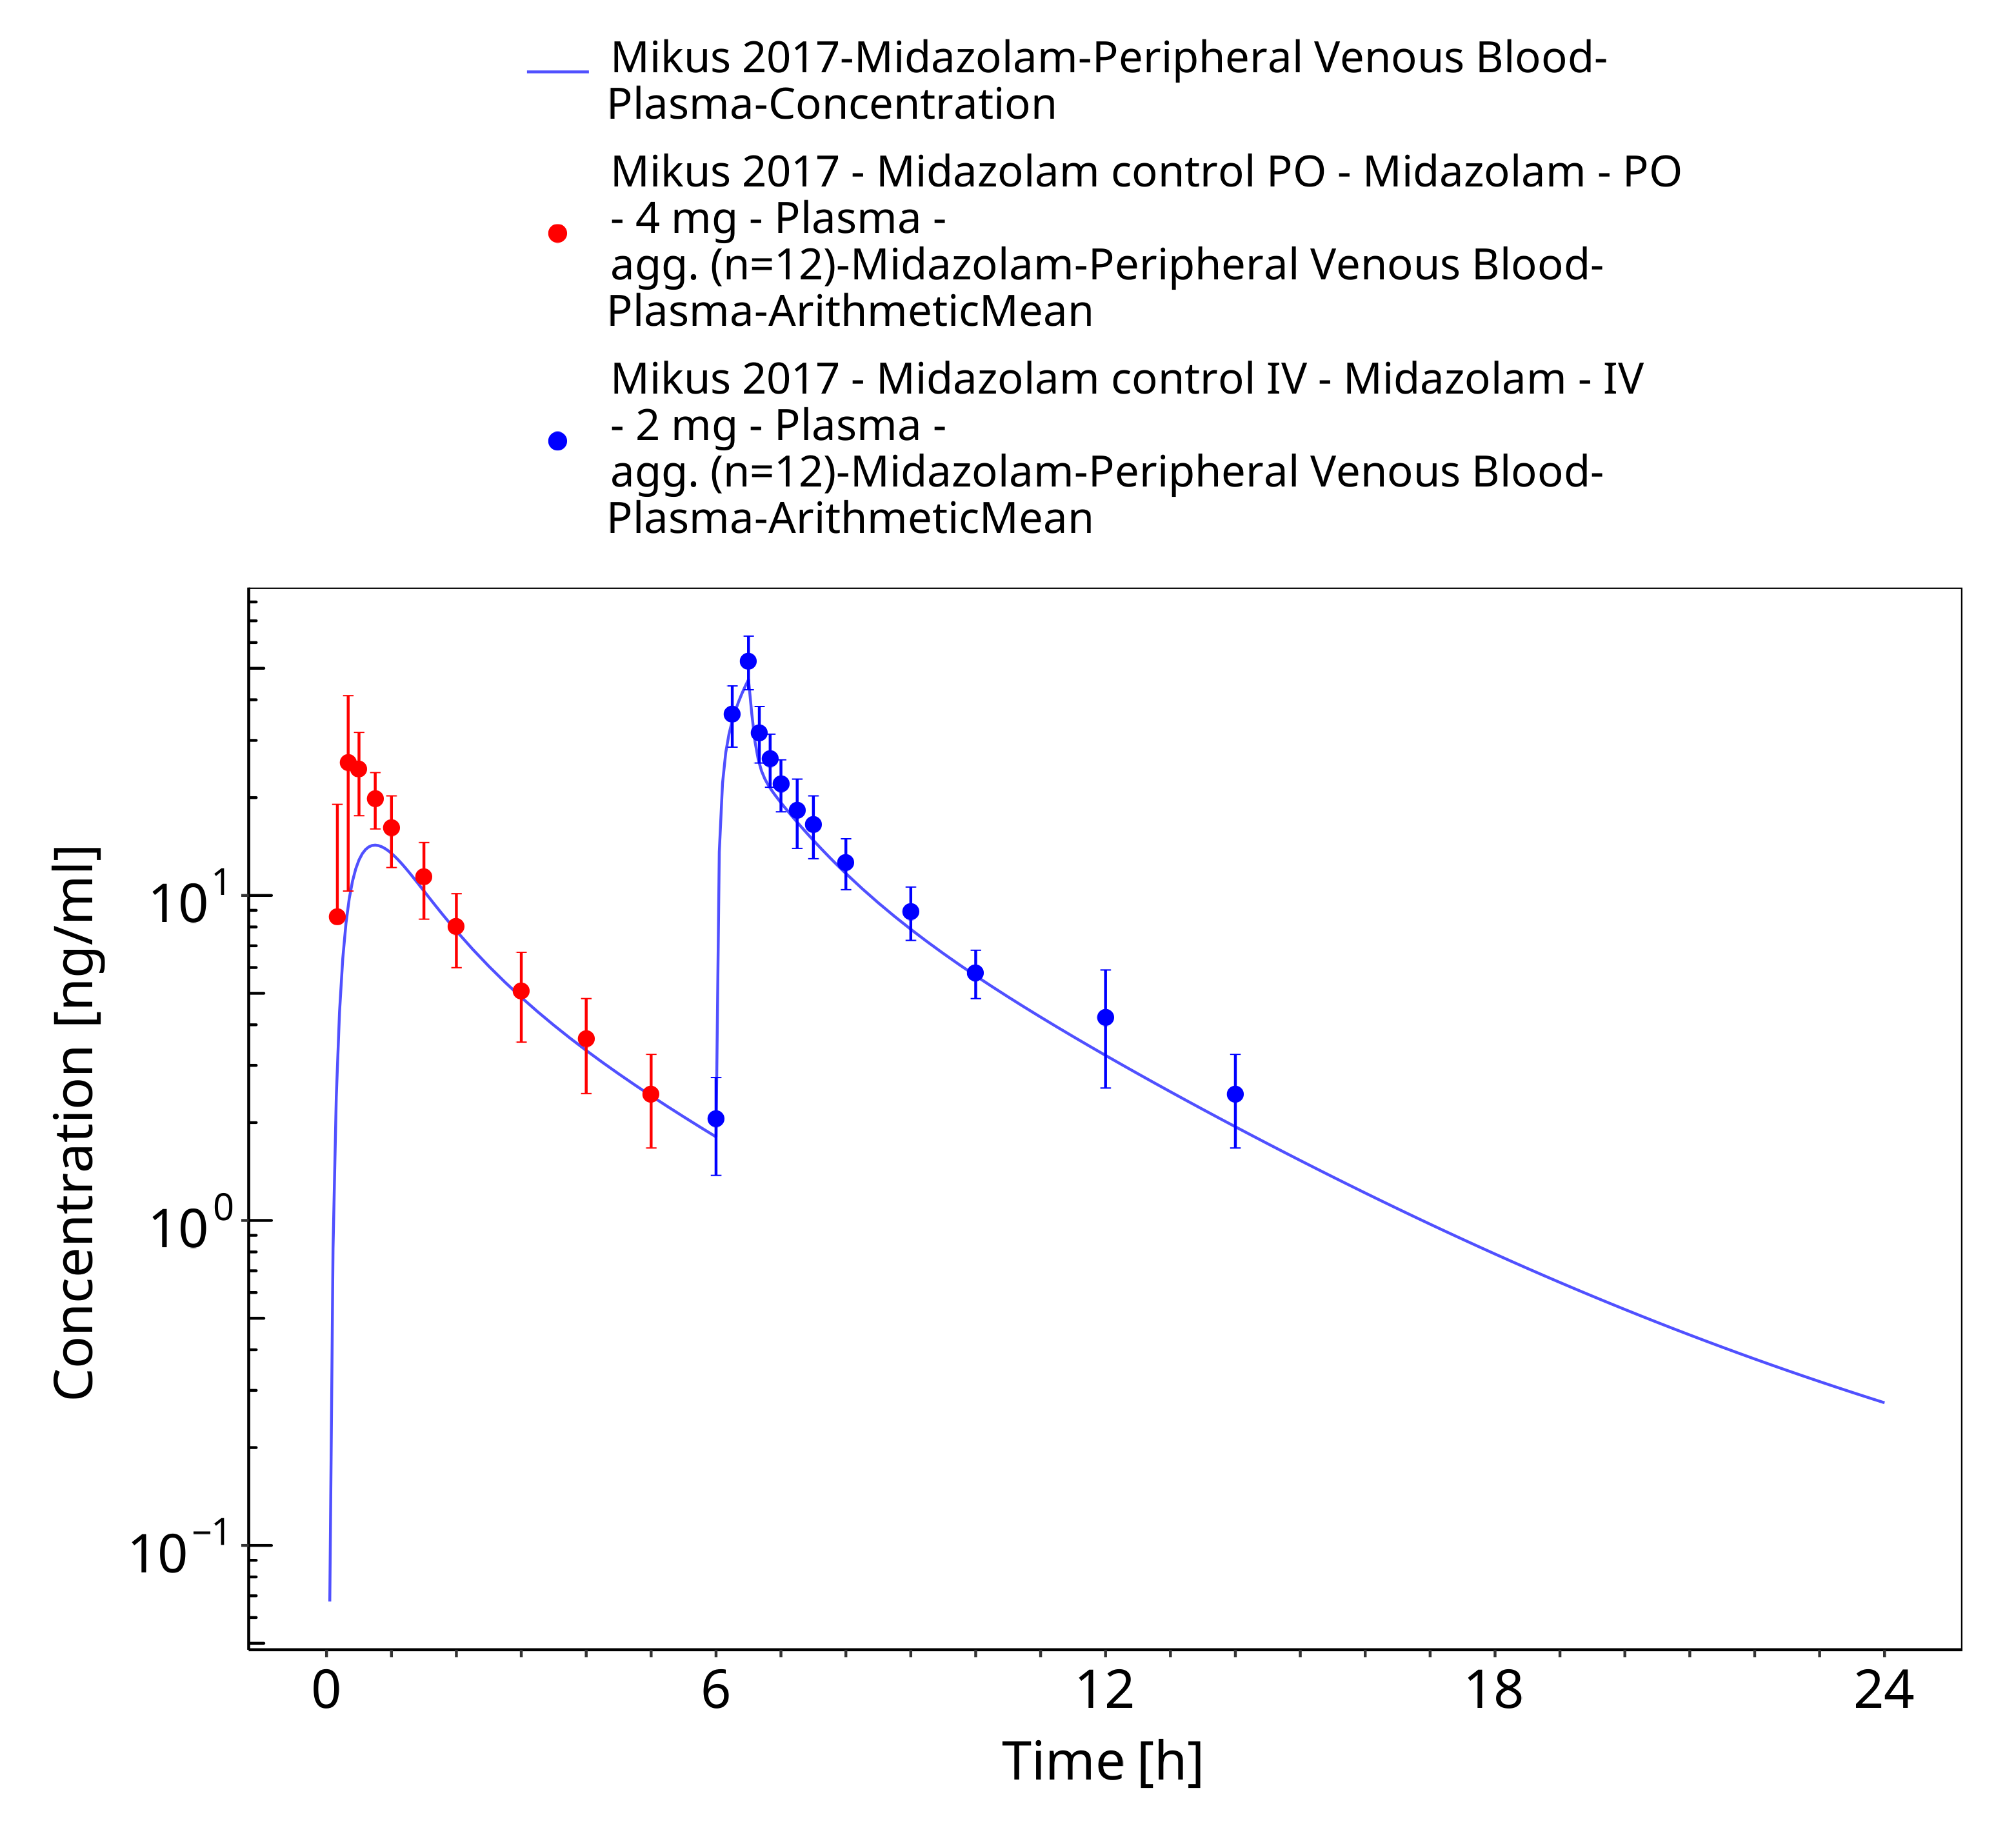 Mikus 2017-Midazolam-Peripheral Venous Blood-
Plasma-Concentration
Mikus 2017 - Midazolam control PO - Midazolam - PO
- 4 mg - Plasma -
agg. (n=12)-Midazolam-Peripheral Venous Blood-
Plasma-ArithmeticMean
Mikus 2017 - Midazolam control IV - Midazolam - IV
- 2 mg - Plasma -
agg. (n=12)-Midazolam-Peripheral Venous Blood-
Plasma-ArithmeticMean
Concentration [ng/ml]
10¹
10⁰
10⁻¹
0 6 12 18 24
Time [h]